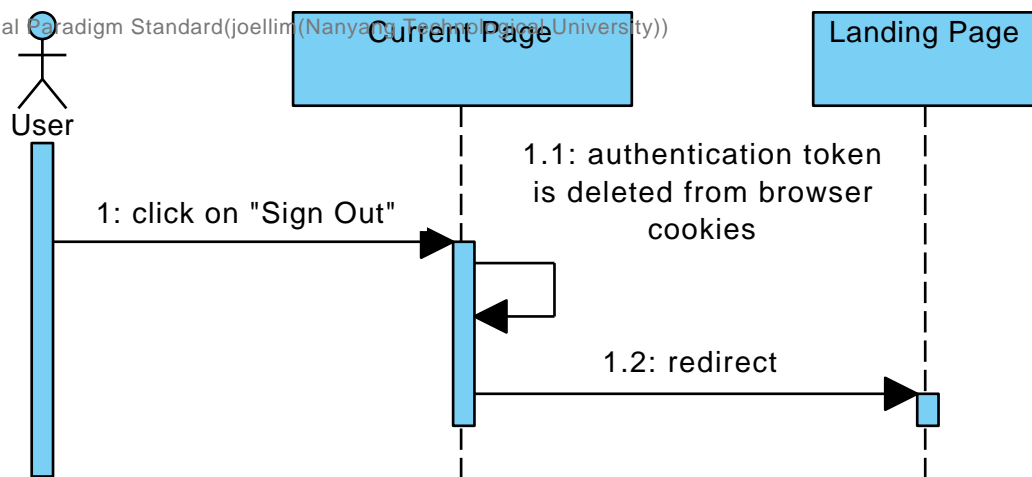 al Paradigm Standard(joellim(Nanyang Technological University))
Current Page
Landing Page
User
1.1: authentication token
is deleted from browser
cookies
1: click on "Sign Out"
1.2: redirect